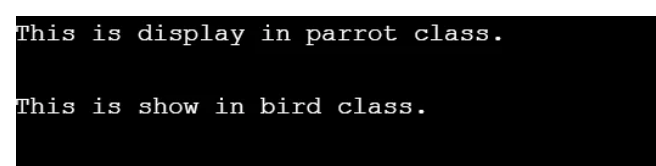 This is display in parrot class.
This is show in bird class.